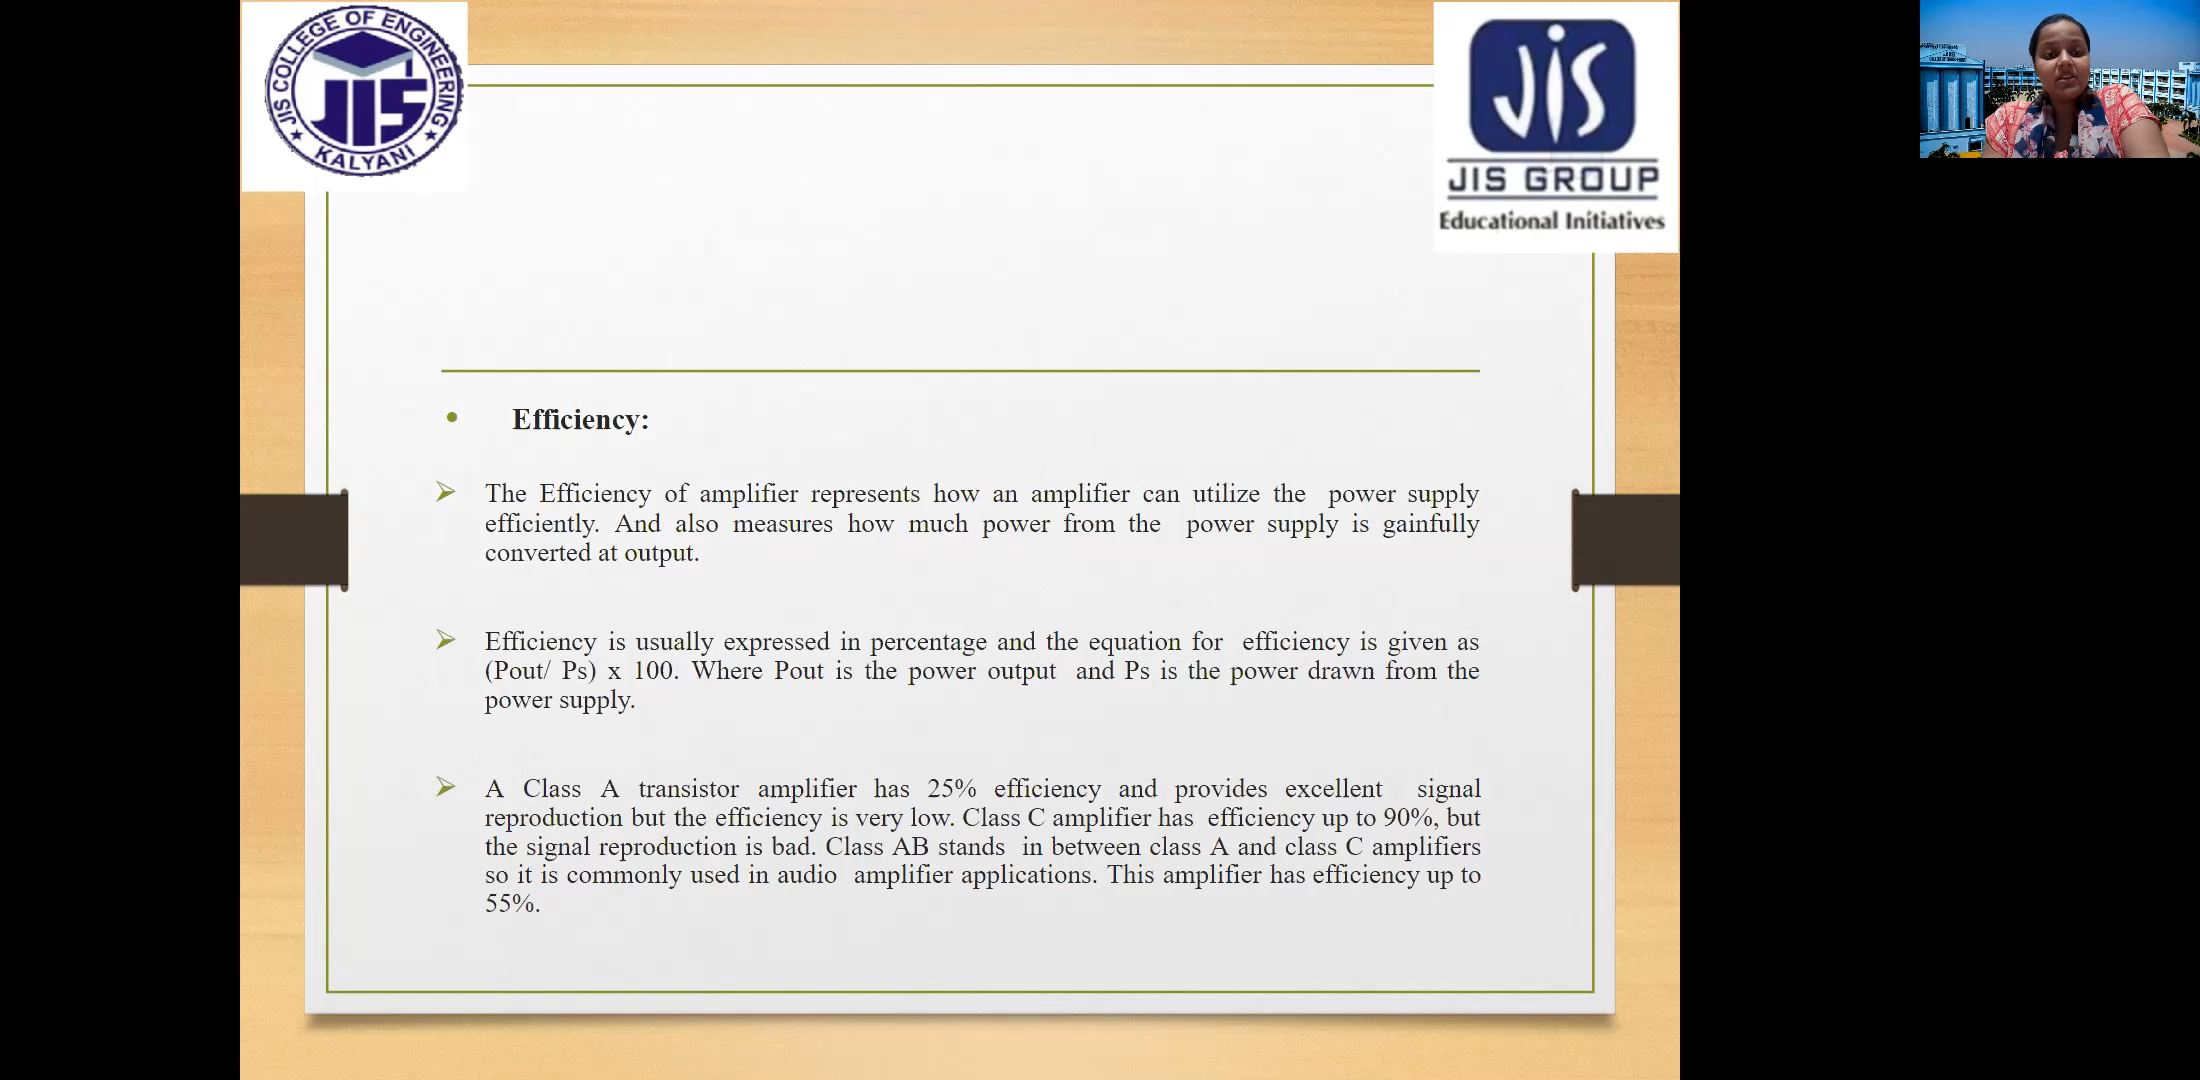 JIS COLLEGE OF ENGINEERING
JIS
KALYANI
JIS
JIS GROUP
Educational Initiatives
Efficiency:
The Efficiency of amplifier represents how an amplifier can utilize the power supply
efficiently. And also measures how much power from the power supply is gainfully
converted at output.
Efficiency is usually expressed in percentage and the equation for efficiency is given as
(Pout/ Ps) x 100. Where Pout is the power output and Ps is the power drawn from the
power supply.
A Class A transistor amplifier has 25% efficiency and provides excellent signal
reproduction but the efficiency is very low. Class C amplifier has efficiency up to 90%, but
the signal reproduction is bad. Class AB stands in between class A and class C amplifiers
so it is commonly used in audio amplifier applications. This amplifier has efficiency up to
55%.